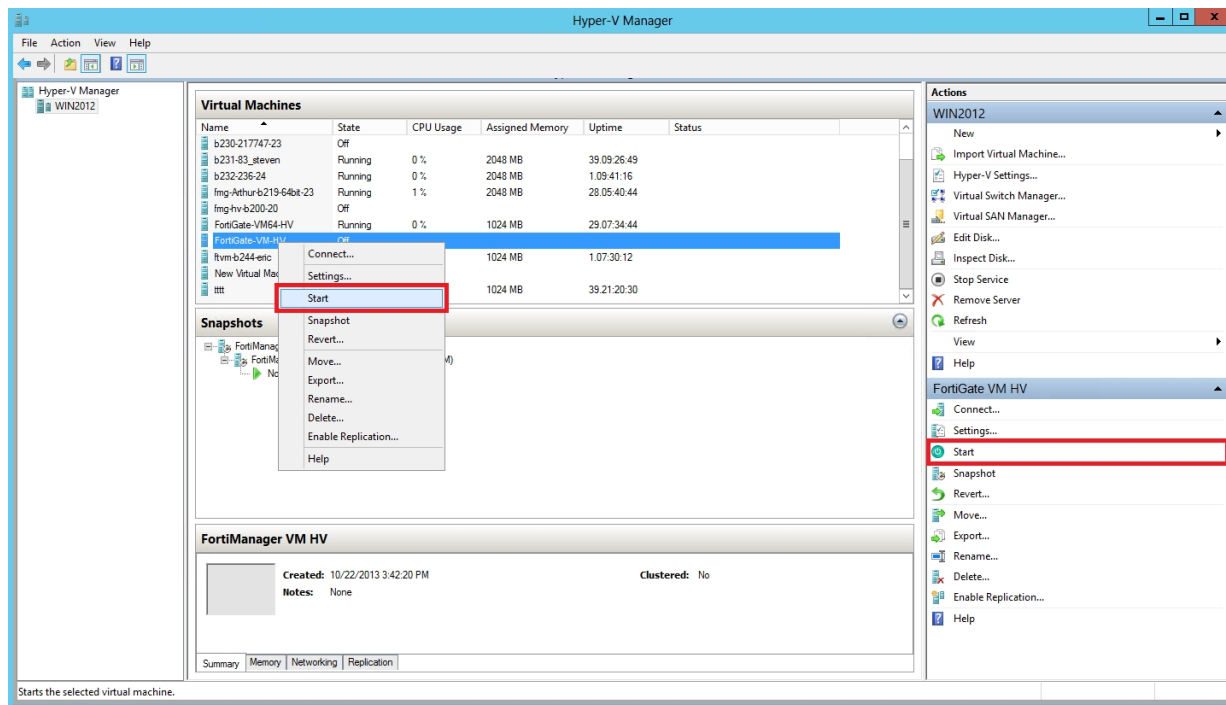 Hyper-V Manager
File Action View Help
Hyper-V Manager
WIN2012
Virtual Machines
Name State CPU Usage Assigned Memory Uptime Status
b230-217747-23 Off
b231-83_steven Running 0 % 2048 MB 39.09:26:49
b232-236-24 Running 0 % 2048 MB 1.09:41:16
fmg-Arthur-b219-64bit-23 Running 1 % 2048 MB 28.05:40:44
fmg-hv-b200-20 Off
FortiGate-VM64-HV Running 0 % 1024 MB 29.07:34:44
FortiGate-VM-HV Off
ftvm-b244-eric 1024 MB 1.07:30:12
New Virtual Mac
tttt 1024 MB 39.21:20:30
Connect...
Settings...
Start
Snapshot
Revert...
Move...
Export...
Rename...
Delete...
Enable Replication...
Help
Snapshots
FortiManag
FortiMa M)
No
FortiManager VM HV
Created: 10/22/2013 3:42:20 PM Clustered: No
Notes: None
Summary Memory Networking Replication
Actions
WIN2012
New
Import Virtual Machine...
Hyper-V Settings...
Virtual Switch Manager...
Virtual SAN Manager...
Edit Disk...
Inspect Disk...
Stop Service
Remove Server
Refresh
View
Help
FortiGate VM HV
Connect...
Settings...
Start
Snapshot
Revert...
Move...
Export...
Rename...
Delete...
Enable Replication...
Help
Starts the selected virtual machine.